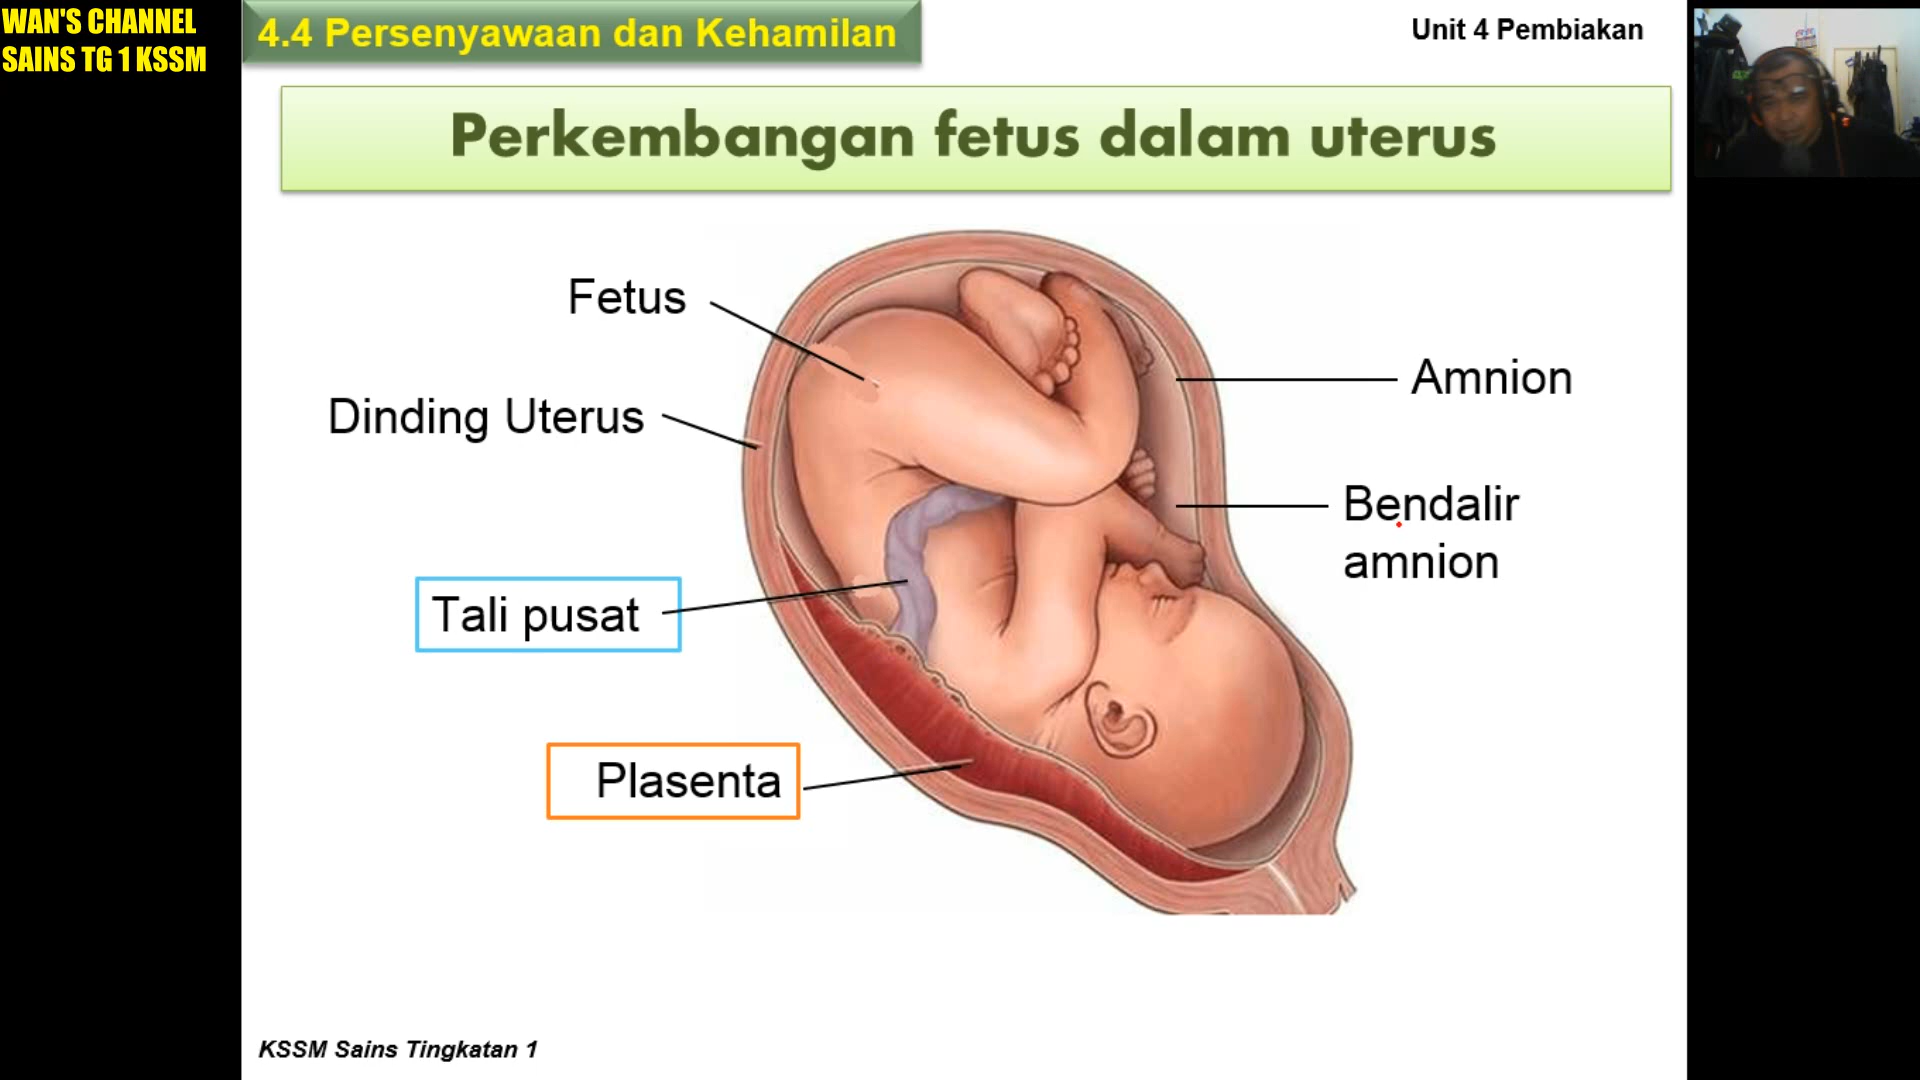 WAN'S CHANNEL
SAINS TG 1 KSSM
4.4 Persenyawaan dan Kehamilan
Unit 4 Pembiakan
Perkembangan fetus dalam uterus
Fetus
Dinding Uterus
Amnion
Bendalir
amnion
Tali pusat
Plasenta
KSSM Sains Tingkatan 1